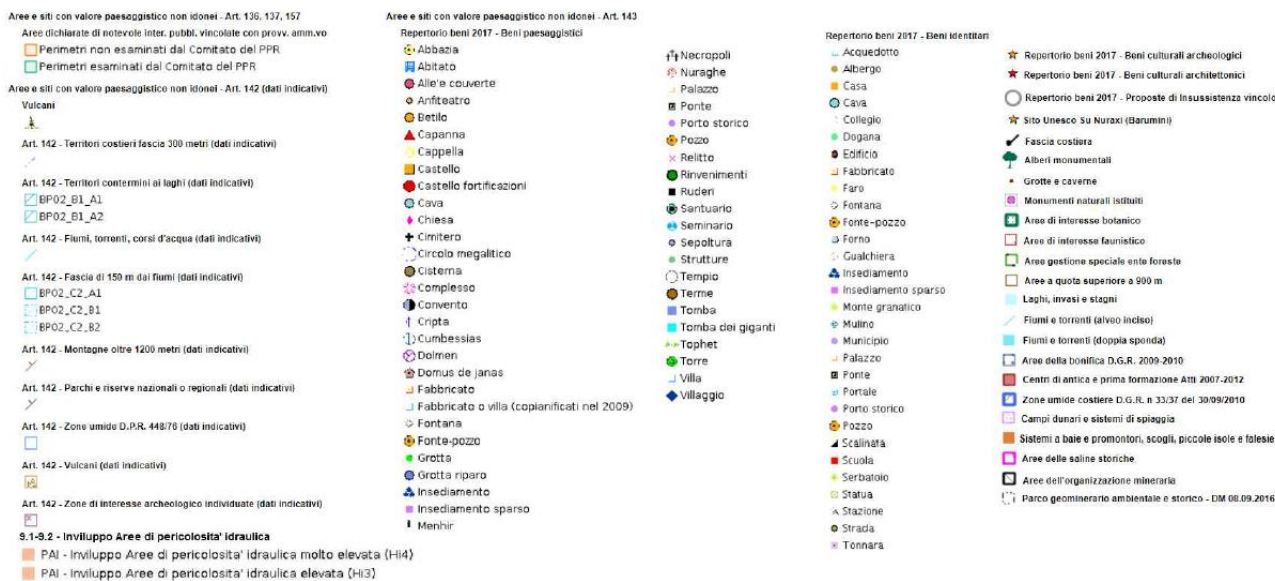 Aree e siti con valore paesaggistico non idonei - Art. 136, 137, 157
Aree dichiarate di notevole inter. pubbl. vincolate con provv. amm.vo
Perimetri non esaminati dal Comitato del PPR
Perimetri esaminati dal Comitato del PPR
Aree e siti con valore paesaggistico non idonei - Art. 142 (dati indicativi)
Vulcani
Art. 142 - Territori costieri fascia 300 metri (dati indicativi)
Art. 142 - Territori contermini ai laghi (dati indicativi)
BP02_B1_A1
BP02_B1_A2
Art. 142 - Fiumi, torrenti, corsi d'acqua (dati indicativi)
Art. 142 - Fascia di 150 m dai fiumi (dati indicativi)
BP02_C2_A1
BP02_C2_B1
BP02_C2_B2
Art. 142 - Montagne oltre 1200 metri (dati indicativi)
Art. 142 - Parchi e riserve nazionali o regionali (dati indicativi)
Art. 142 - Zone umide D.P.R. 448/76 (dati indicativi)
Art. 142 - Vulcani (dati indicativi)
Art. 142 - Zone di interesse archeologico individuate (dati indicativi)
9.1-9.2 - Inviluppo Aree di pericolosita' idraulica
PAI - Inviluppo Aree di pericolosita' idraulica molto elevata (Hi4)
PAI - Inviluppo Aree di pericolosita' idraulica elevata (Hi3)
Aree e siti con valore paesaggistico non idonei - Art. 143
Repertorio beni 2017 - Beni paesaggistici
Abbazia
Abitato
Alle'e couverte
Anfiteatro
Betilo
Capanna
Cappella
Castello
Castello fortificazioni
Cava
Chiesa
Cimitero
Circolo megalitico
Cisterna
Complesso
Convento
Cripta
Cumbessias
Dolmen
Domus de janas
Fabbricato
Fabbricato o villa (copianificati nel 2009)
Fontana
Fonte-pozzo
Grotta
Grotta riparo
Insediamento
Insediamento sparso
Menhir
Necropoli
Nuraghe
Palazzo
Ponte
Porto storico
Pozzo
Relitto
Rinvenimenti
Ruderi
Santuario
Seminario
Sepoltura
Strutture
Tempio
Terme
Tomba
Tomba dei giganti
Tophet
Torre
Villa
Villaggio
Repertorio beni 2017 - Beni identitari
Acquedotto
Albergo
Casa
Cava
Collegio
Dogana
Edificio
Fabbricato
Faro
Fontana
Fonte-pozzo
Forno
Gualchiera
Insediamento
Insediamento sparso
Monte granatico
Mulino
Municipio
Palazzo
Ponte
Portale
Porto storico
Pozzo
Scalinata
Scuola
Serbatoio
Statua
Stazione
Strada
Tonnara
Repertorio beni 2017 - Beni culturali archeologici
Repertorio beni 2017 - Beni culturali architettonici
Repertorio beni 2017 - Proposte di Insussistenza vincolo
Sito Unesco Su Nuraxi (Barumini)
Fascia costiera
Alberi monumentali
Grotte e caverne
Monumenti naturali istituiti
Aree di interesse botanico
Aree di interesse faunistico
Aree gestione speciale ente foreste
Aree a quota superiore a 900 m
Laghi, invasi e stagni
Fiumi e torrenti (alveo inciso)
Fiumi e torrenti (doppia sponda)
Aree della bonifica D.G.R. 2009-2010
Centri di antica e prima formazione Atti 2007-2012
Zone umide costiere D.G.R. n 33/37 del 30/09/2010
Campi dunari e sistemi di spiaggia
Sistemi a baie e promontori, scogli, piccole isole e falesie
Aree delle saline storiche
Aree dell'organizzazione mineraria
Parco geominerario ambientale e storico - DM 08.09.2016